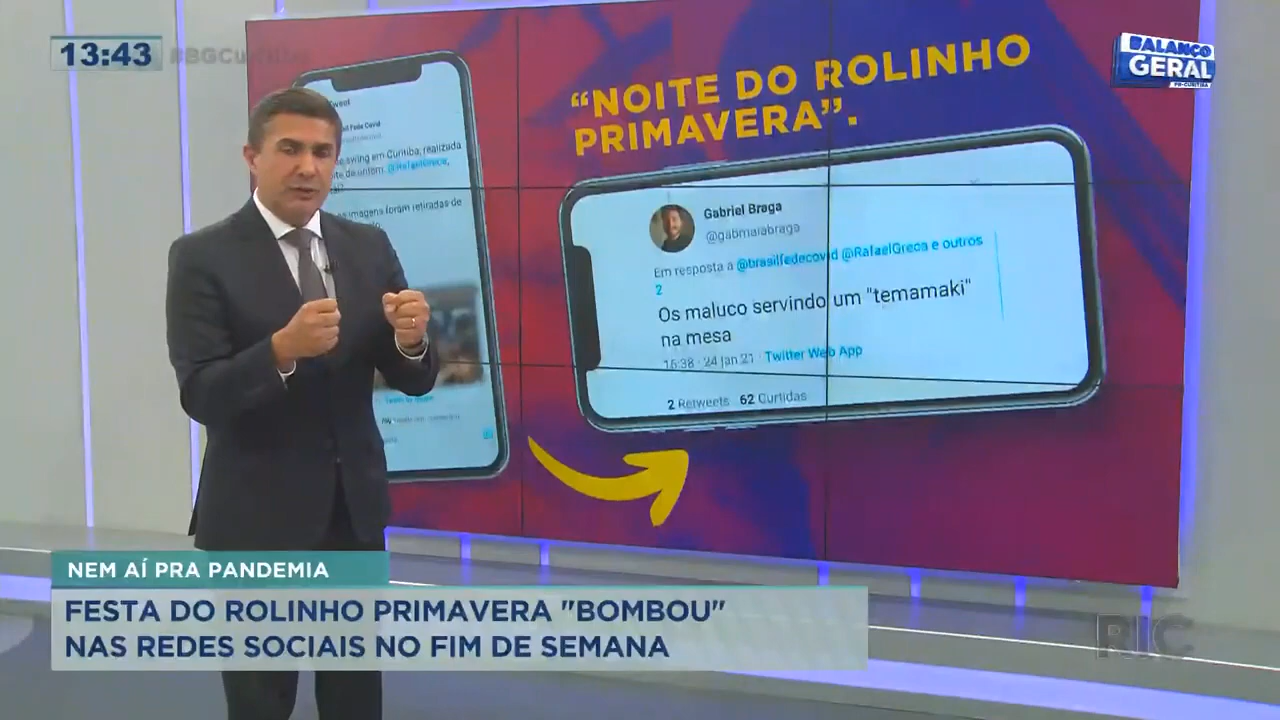 13:43
#BGCuritiba
BALANÇO
GERAL
PR-CURITIBA
Tweet
swing em Curitiba, realizada
de ontem. @RafaelGreca,
imagens foram retiradas de
“NOITE DO ROLINHO
PRIMAVERA”.
Gabriel Braga
@gabmaiabraga
Em resposta a @brasilfedecovid @RafaelGreca e outros
2
Os maluco servindo um "temamaki"
na mesa
15:38 · 24 jan 21 · Twitter Web App
2 Retweets 62 Curtidas
NEM AÍ PRA PANDEMIA
FESTA DO ROLINHO PRIMAVERA "BOMBOU"
NAS REDES SOCIAIS NO FIM DE SEMANA
RIC